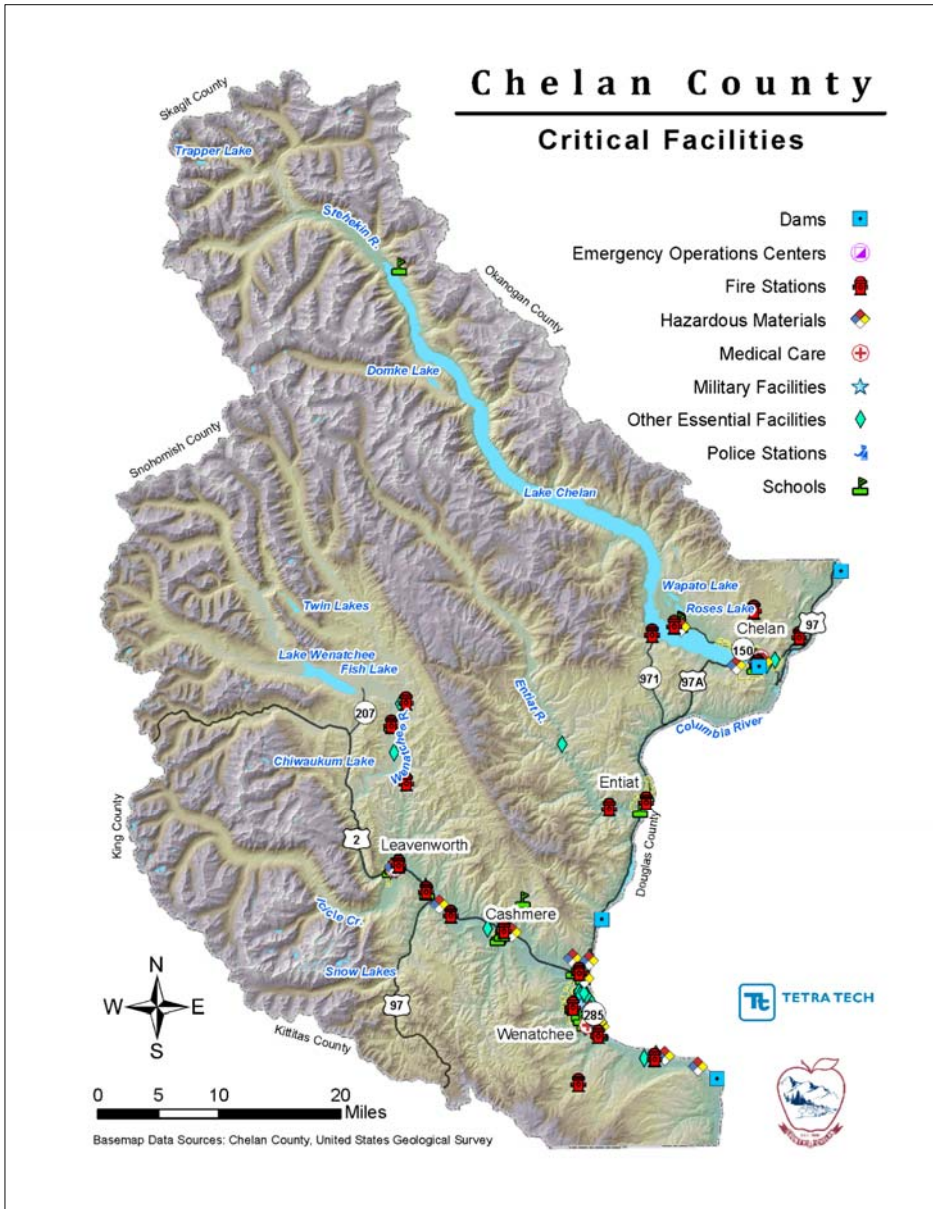 Chelan County
Critical Facilities
Skagit County
Trapper Lake
Stehekin R.
Okanogan County
Dams
Emergency Operations Centers
Fire Stations
Hazardous Materials
Medical Care
Military Facilities
Other Essential Facilities
Police Stations
Schools
Domke Lake
Snohomish County
Lake Chelan
Wapato Lake
Roses Lake
Twin Lakes
Chelan
97
150
Lake Wenatchee
Fish Lake
971
97A
207
Entiat R.
Columbia River
Wenatchee R.
Chiwaukum Lake
Entiat
King County
2
Leavenworth
Douglas County
Icicle Cr.
Cashmere
Snow Lakes
97
N
W E
S
285
Wenatchee
Kittitas County
Tt TETRA TECH
0 5 10 20
Miles
Basemap Data Sources: Chelan County, United States Geological Survey